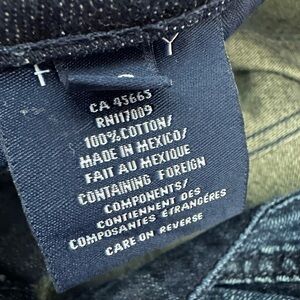 CA 45663
RN117009
100%COTTON/
MADE IN MEXICO/
FAIT AU MEXIQUE
CONTAINING FOREIGN
COMPONENTS/
CONTIENNENT DES
COMPOSANTES ÉTRANGÈRES
CARE ON REVERSE